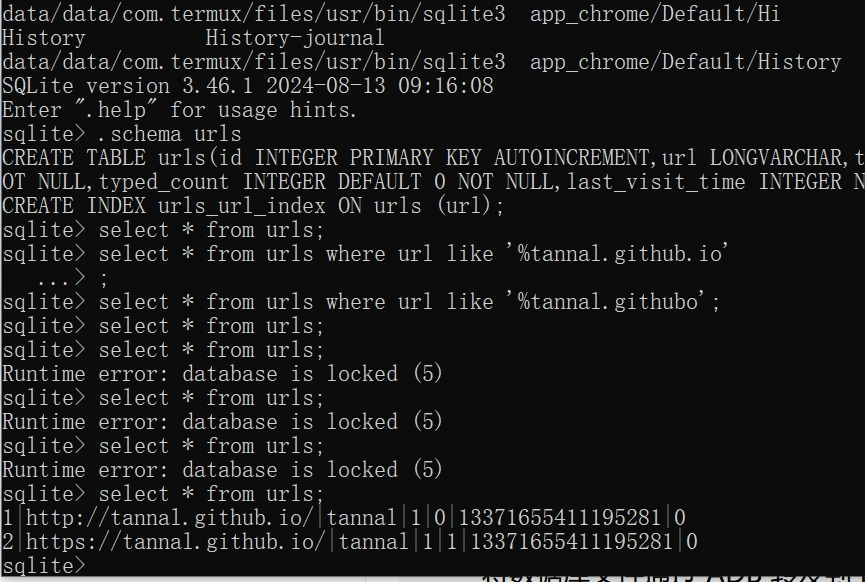 data/data/com.termux/files/usr/bin/sqlite3  app_chrome/Default/Hi
History          History-journal
data/data/com.termux/files/usr/bin/sqlite3  app_chrome/Default/History
SQLite version 3.46.1 2024-08-13 09:16:08
Enter ".help" for usage hints.
sqlite> .schema urls
CREATE TABLE urls(id INTEGER PRIMARY KEY AUTOINCREMENT,url LONGVARCHAR,t
OT NULL,typed_count INTEGER DEFAULT 0 NOT NULL,last_visit_time INTEGER N
CREATE INDEX urls_url_index ON urls (url);
sqlite> select * from urls;
sqlite> select * from urls where url like '%tannal.github.io'
   ...> ;
sqlite> select * from urls where url like '%tannal.githubo';
sqlite> select * from urls;
sqlite> select * from urls;
Runtime error: database is locked (5)
sqlite> select * from urls;
Runtime error: database is locked (5)
sqlite> select * from urls;
Runtime error: database is locked (5)
sqlite> select * from urls;
1|http://tannal.github.io/|tannal|1|0|13371655411195281|0
2|https://tannal.github.io/|tannal|1|1|13371655411195281|0
sqlite>